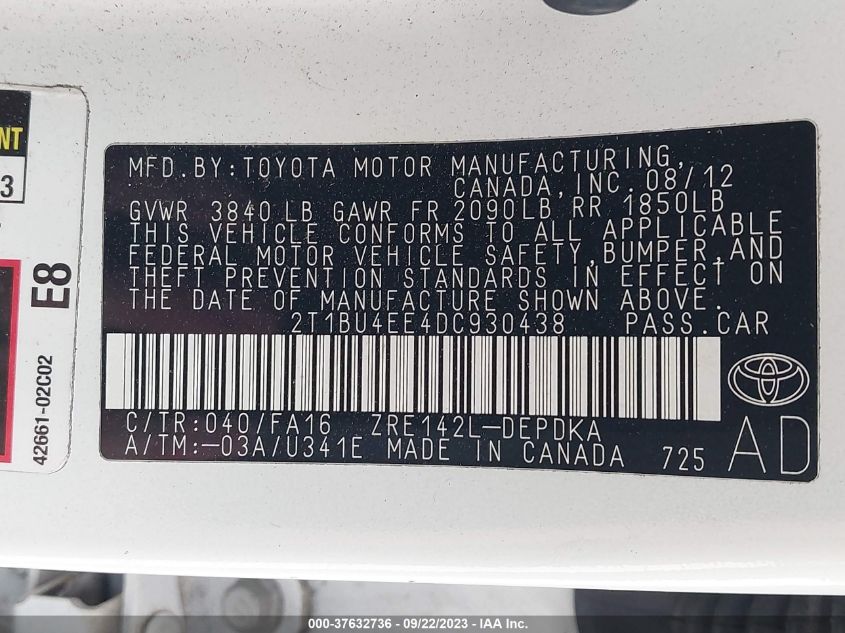 NT
3
E8
42661-02C02
MFD.BY:TOYOTA MOTOR MANUFACTURING,
CANADA,INC.08/12
GVWR 3840LB GAWR FR 2090LB RR 1850LB
THIS VEHICLE CONFORMS TO ALL APPLICABLE
FEDERAL MOTOR VEHICLE SAFETY,BUMPER,AND
THEFT PREVENTION STANDARDS IN EFFECT ON
THE DATE OF MANUFACTURE SHOWN ABOVE.
2T1BU4EE4DC930438 PASS.CAR
C/TR:040/FA16 ZRE142L-DEPDKA
A/TM:-03A/U341E MADE IN CANADA 725
AD
000-37632736 - 09/22/2023 - IAA Inc.